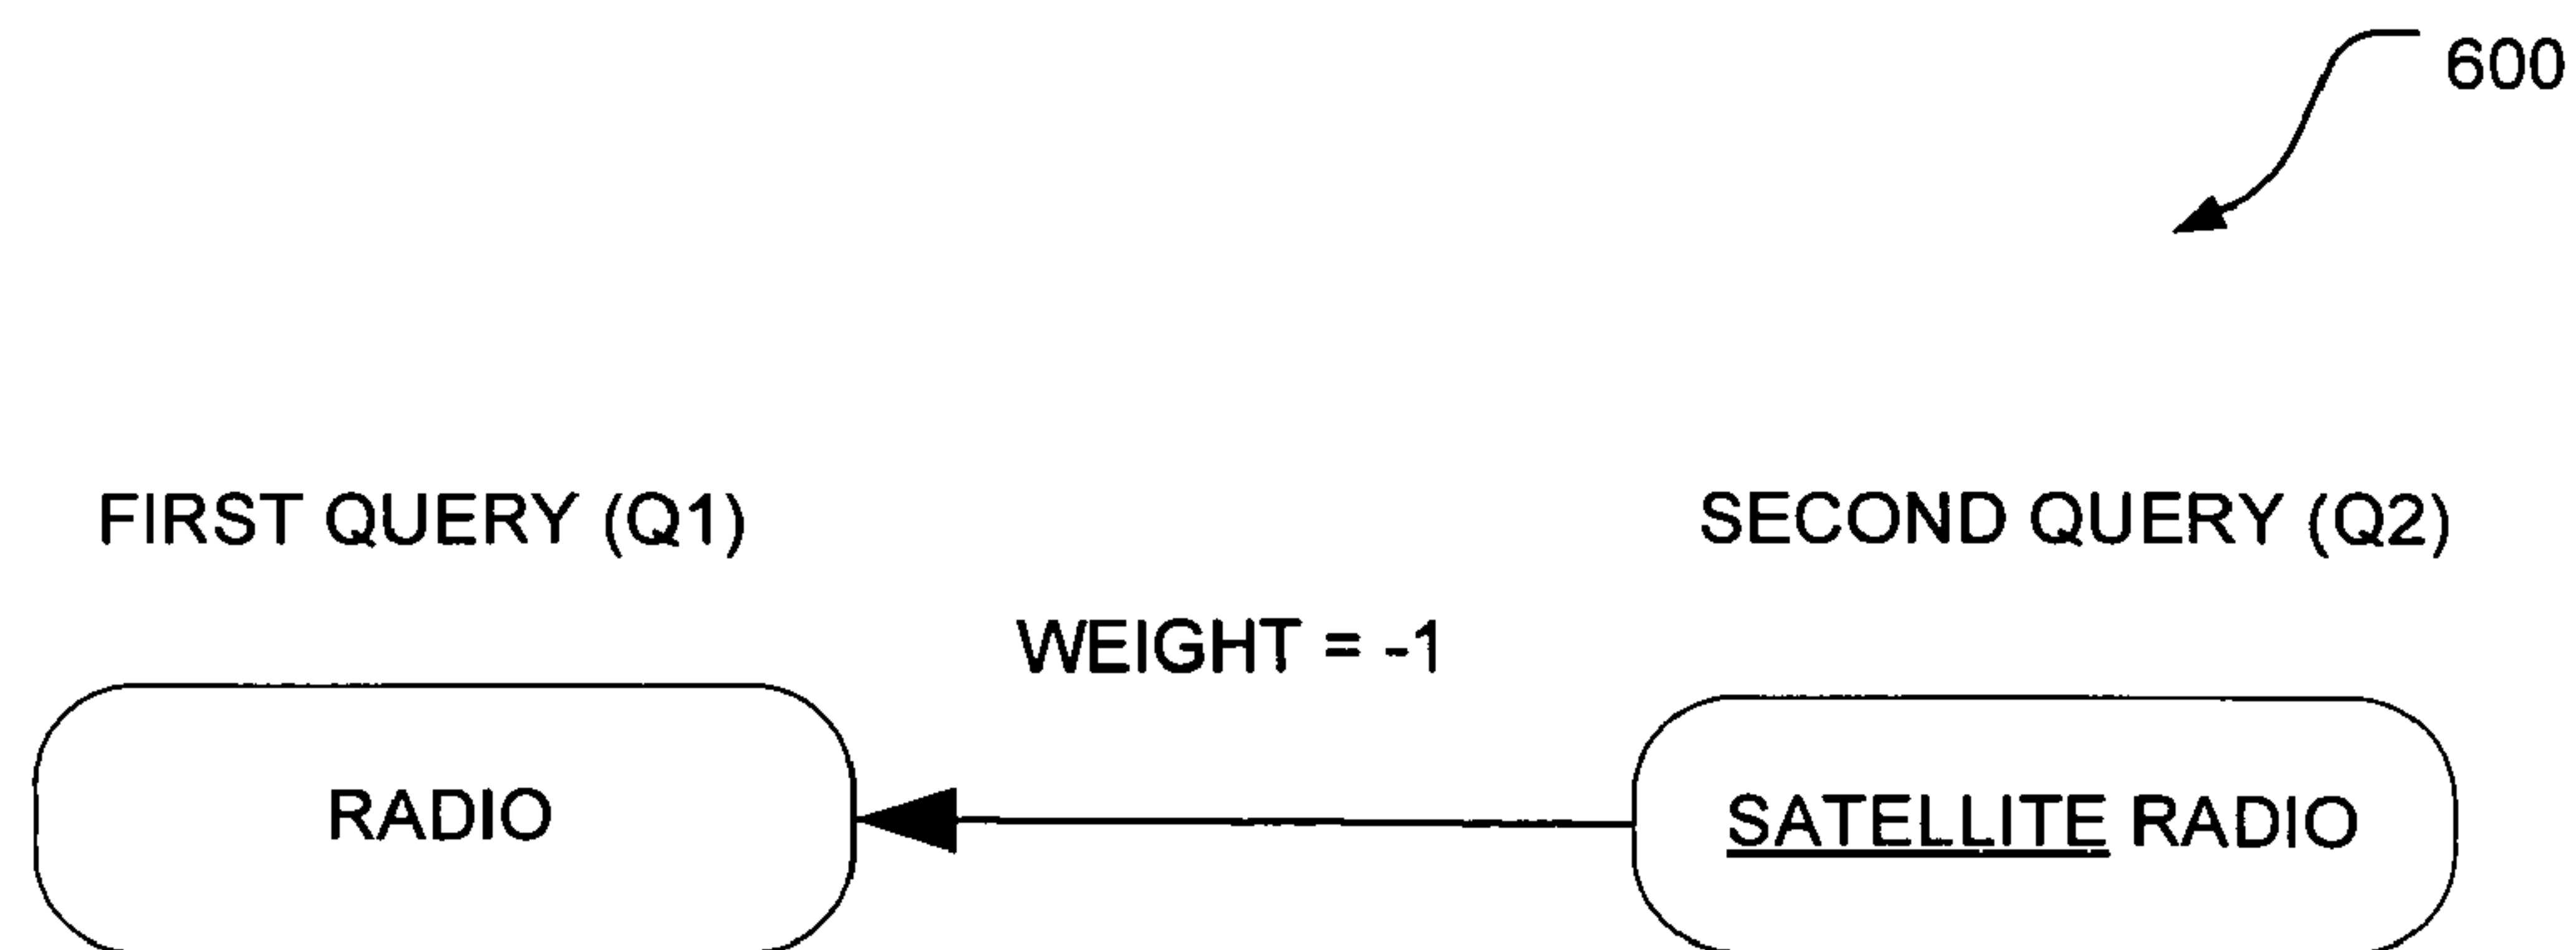 600
FIRST QUERY (Q1)
SECOND QUERY (Q2)
WEIGHT = -1
RADIO
SATELLITE RADIO